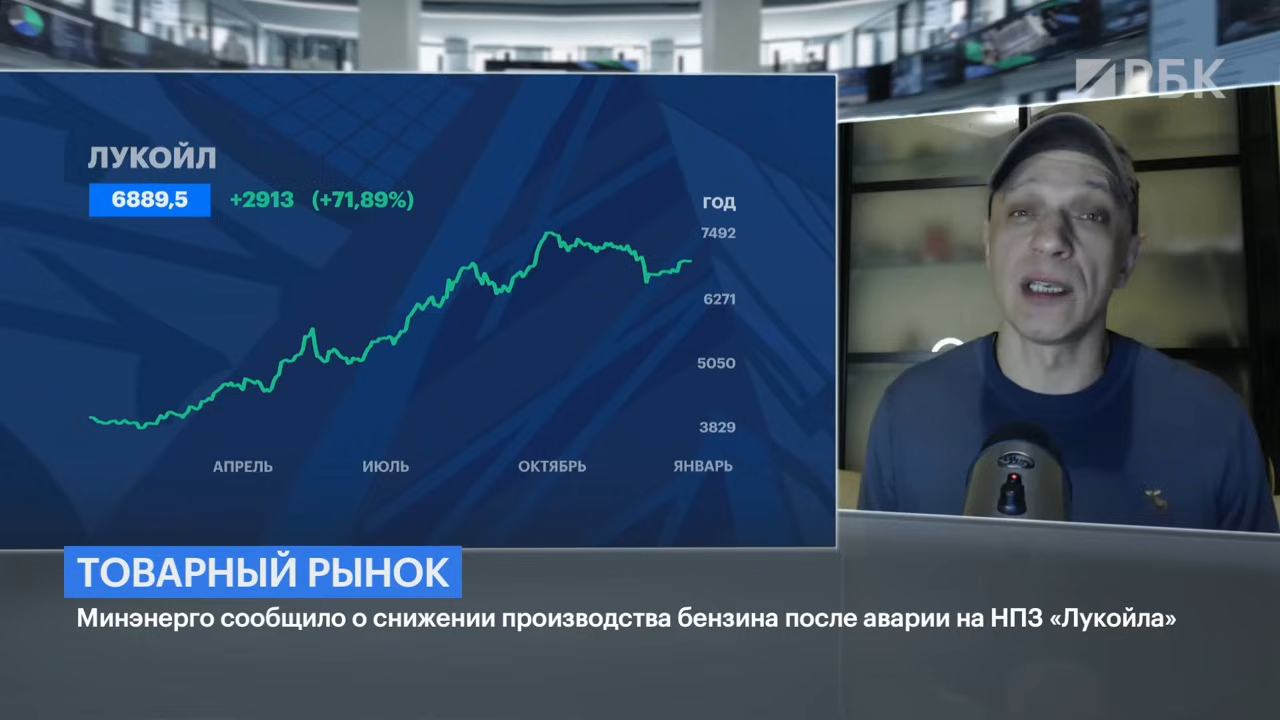 РБК
ЛУКОЙЛ
6889,5 +2913 (+71,89%)
ГОД
7492
6271
5050
3829
АПРЕЛЬ ИЮЛЬ ОКТЯБРЬ ЯНВАРЬ
ТОВАРНЫЙ РЫНОК
Минэнерго сообщило о снижении производства бензина после аварии на НПЗ «Лукойла»